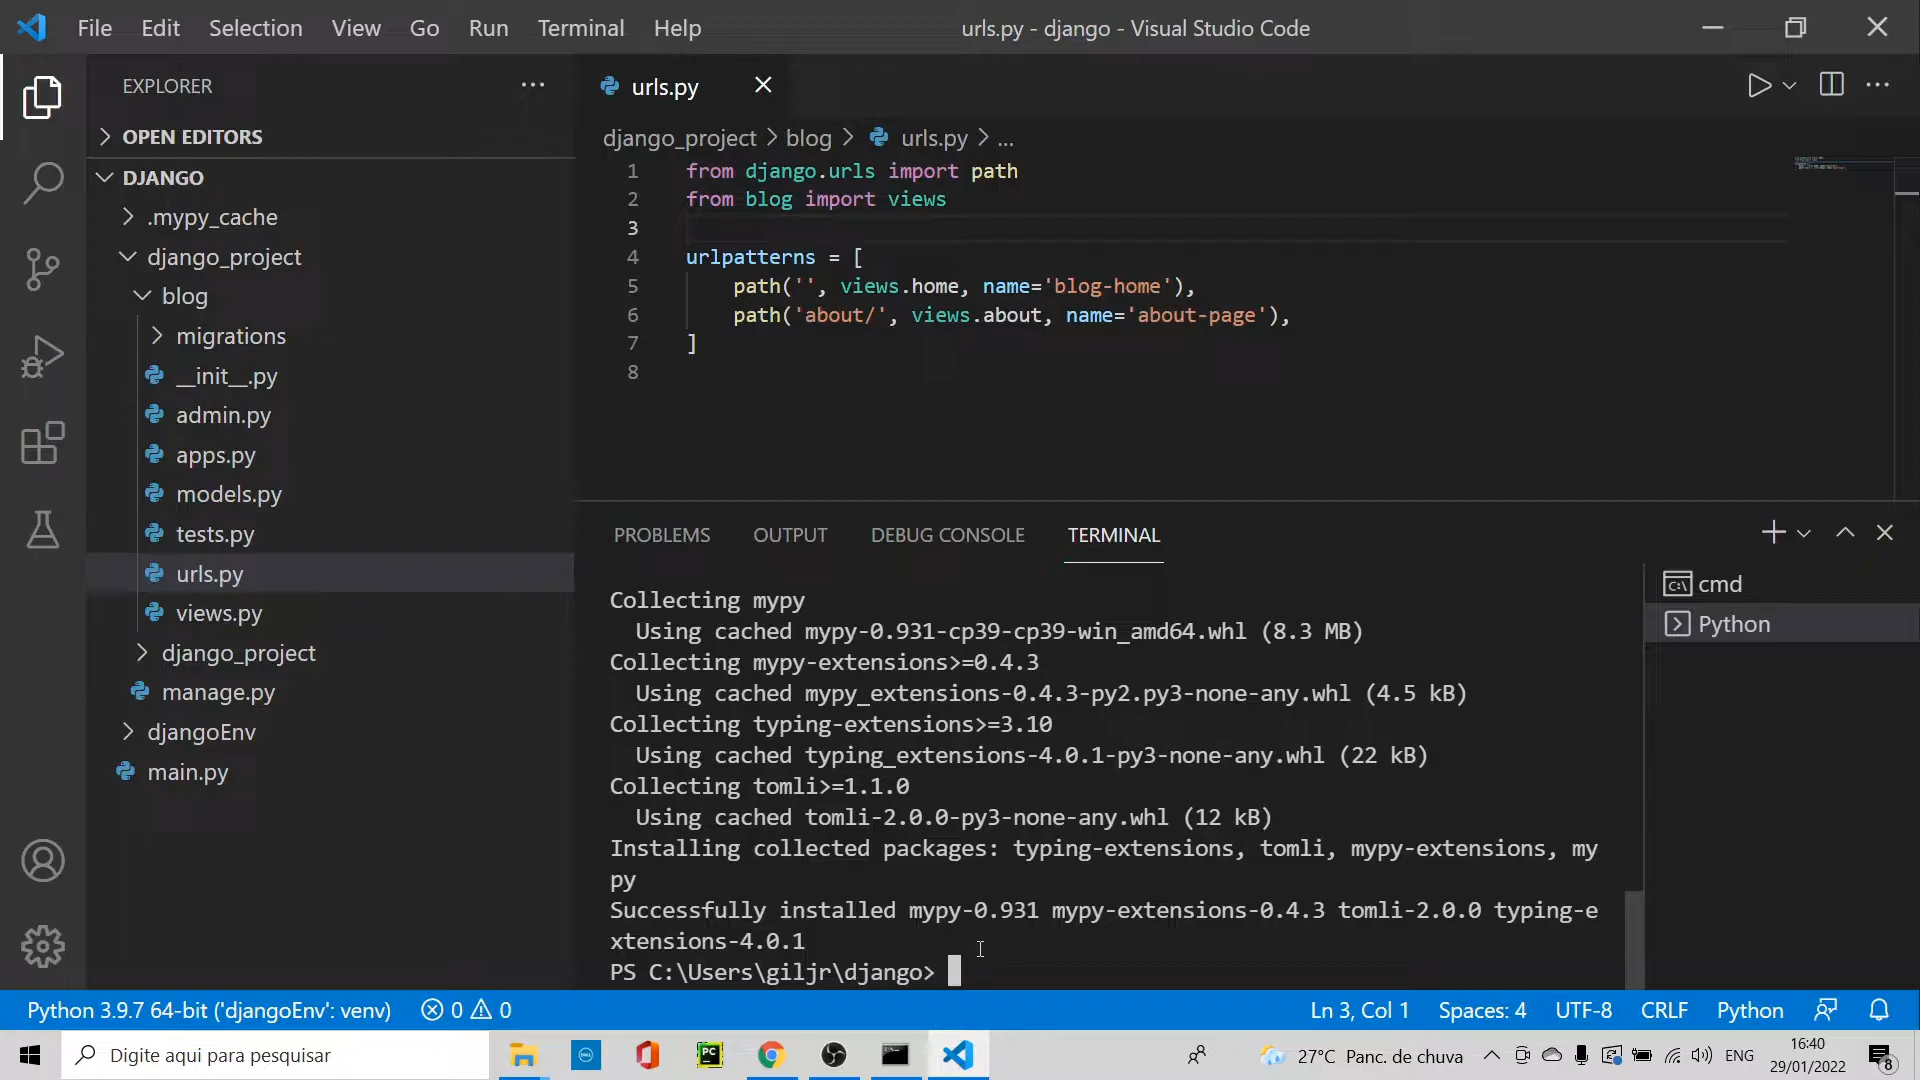 File Edit Selection View Go Run Terminal Help
urls.py - django - Visual Studio Code
EXPLORER
OPEN EDITORS
DJANGO
.mypy_cache
django_project
blog
migrations
__init__.py
admin.py
apps.py
models.py
tests.py
urls.py
views.py
django_project
manage.py
djangoEnv
main.py
urls.py
django_project > blog > urls.py > ...
1 from django.urls import path
2 from blog import views
3
4 urlpatterns = [
5 path('', views.home, name='blog-home'),
6 path('about/', views.about, name='about-page'),
7 ]
8
PROBLEMS OUTPUT DEBUG CONSOLE TERMINAL
cmd
Python
Collecting mypy
Using cached mypy-0.931-cp39-cp39-win_amd64.whl (8.3 MB)
Collecting mypy-extensions>=0.4.3
Using cached mypy_extensions-0.4.3-py2.py3-none-any.whl (4.5 kB)
Collecting typing-extensions>=3.10
Using cached typing_extensions-4.0.1-py3-none-any.whl (22 kB)
Collecting tomli>=1.1.0
Using cached tomli-2.0.0-py3-none-any.whl (12 kB)
Installing collected packages: typing-extensions, tomli, mypy-extensions, my
py
Successfully installed mypy-0.931 mypy-extensions-0.4.3 tomli-2.0.0 typing-e
xtensions-4.0.1
PS C:\Users\giljr\django>
Python 3.9.7 64-bit ('djangoEnv': venv) 0 0 Ln 3, Col 1 Spaces: 4 UTF-8 CRLF Python
Digite aqui para pesquisar
PC
27°C Panc. de chuva
ENG
16:40
29/01/2022
8